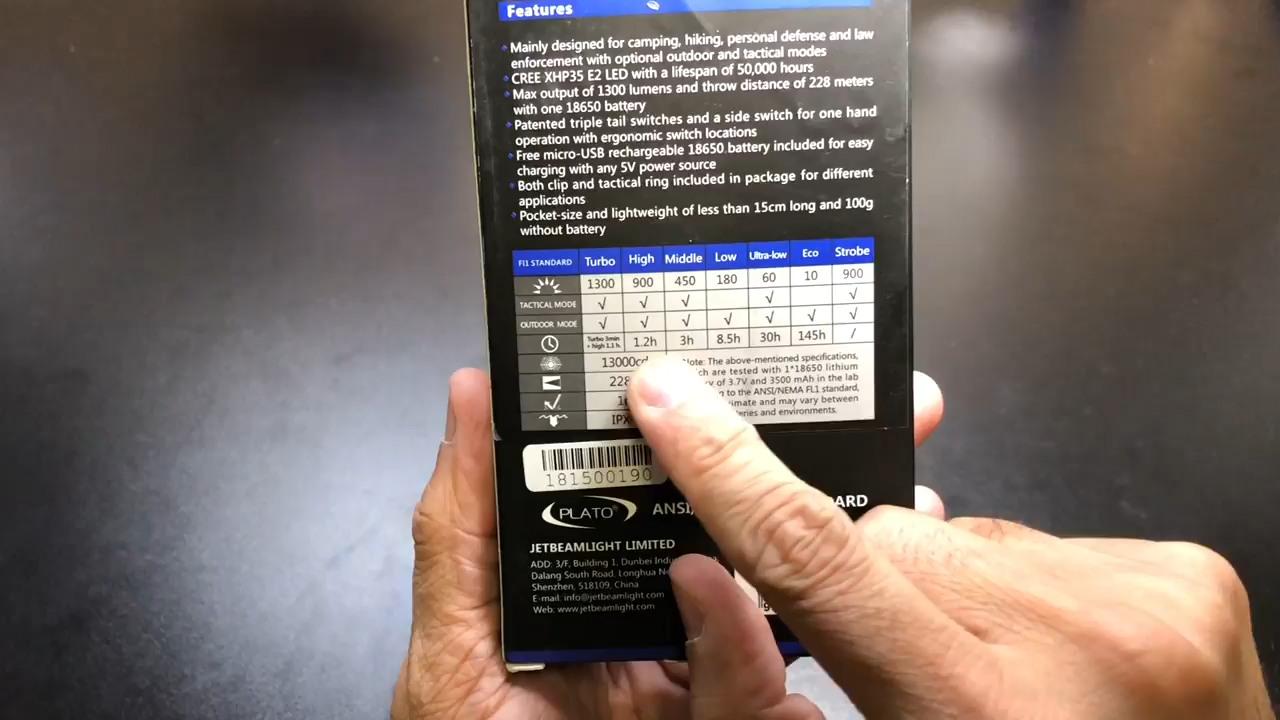 Features
Mainly designed for camping, hiking, personal defense and law
enforcement with optional outdoor and tactical modes
CREE XHP35 E2 LED with a lifespan of 50,000 hours
Max output of 1300 lumens and throw distance of 228 meters
with one 18650 battery
Patented triple tail switches and a side switch for one hand
operation with ergonomic switch locations
Free micro-USB rechargeable 18650 battery included for easy
charging with any 5V power source
Both clip and tactical ring included in package for different
applications
Pocket-size and lightweight of less than 15cm long and 100g
without battery
FI1 STANDARD Turbo High Middle Low Ultra-low Eco Strobe
1300 900 450 180 60 10 900
TACTICAL MODE √ √ √ √ √
OUTDOOR MODE √ √ √ √ √ √ √
Turbo 3min + high 1.1 h 1.2h 3h 8.5h 30h 145h /
13000cd
228
IP
Note: The above-mentioned specifications,
are tested with 1*18650 lithium
of 3.7V and 3500 mAh in the lab
to the ANSI/NEMA FL1 standard,
and may vary between
and environments.
181500190
PLATO®
ANSI/
JETBEAMLIGHT LIMITED
ADD: 3/F, Building 1, Dunbei
Dalang South Road, Longhua
Shenzhen, 518109, China
E-mail: info@jetbeamlight.com
Web: www.jetbeamlight.com